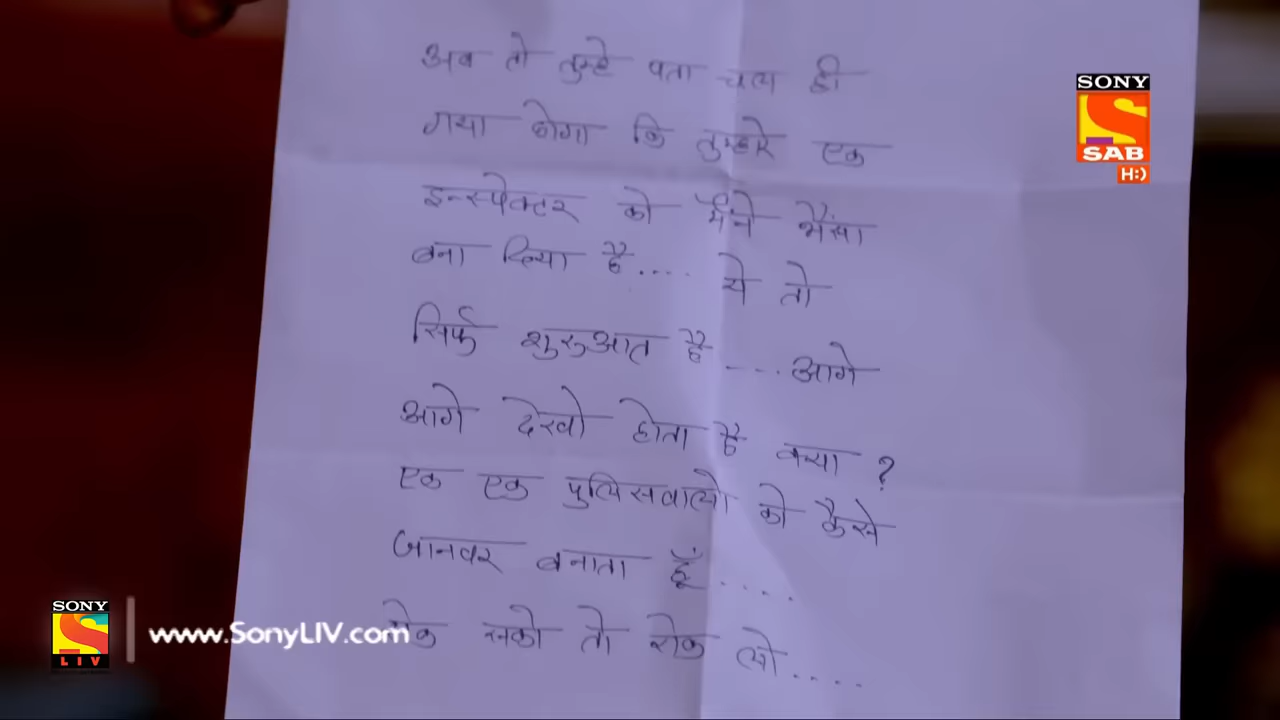 अब तो तुम्हे पता चल ही
गया होगा कि तुम्हारे एक
इन्स्पेक्टर को मैंने भैंसा
बना दिया है.... ये तो
सिर्फ शुरुआत है .... आगे
आगे देखो होता है क्या ?
एक एक पुलिसवालो को कैसे
जानवर बनाता हूँ ....
रोक सको तो रोक लो ....
SONY
SAB
H:)
SONY
LIV
www.SonyLIV.com